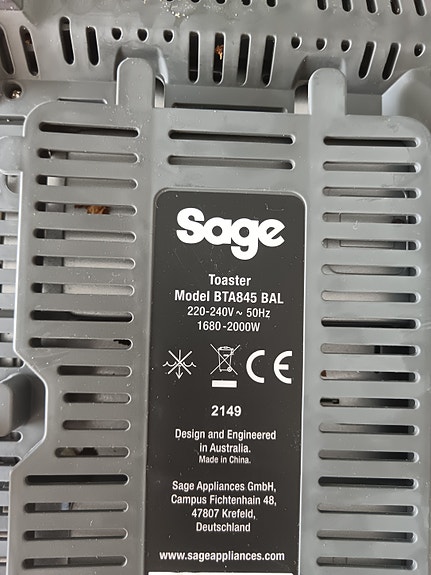 Sage
Toaster
Model BTA845 BAL
220-240V ~ 50Hz
1680-2000W
CE
2149
Design and Engineered
in Australia.
Made in China.
Sage Appliances GmbH,
Campus Fichtenhain 48,
47807 Krefeld,
Deutschland
www.sageappliances.com